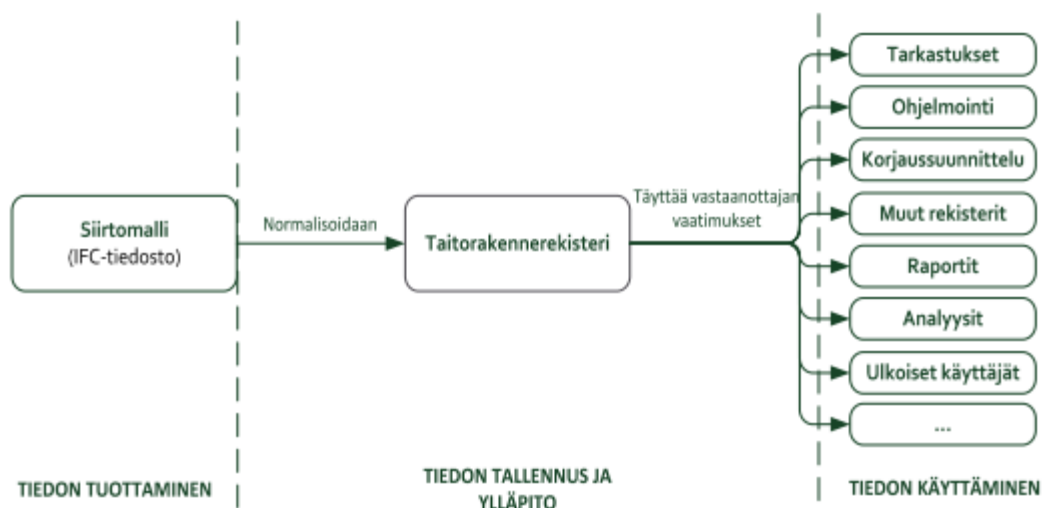 Siirtomalli
(IFC-tiedosto)
Normalisoidaan
Taitorakennerekisteri
Täyttää vastaanottajan
vaatimukset
Tarkastukset
Ohjelmointi
Korjaussuunnittelu
Muut rekisterit
Raportit
Analyysit
Ulkoiset käyttäjät
...
TIEDON TUOTTAMINEN
TIEDON TALLENNUS JA
YLLÄPITO
TIEDON KÄYTTÄMINEN